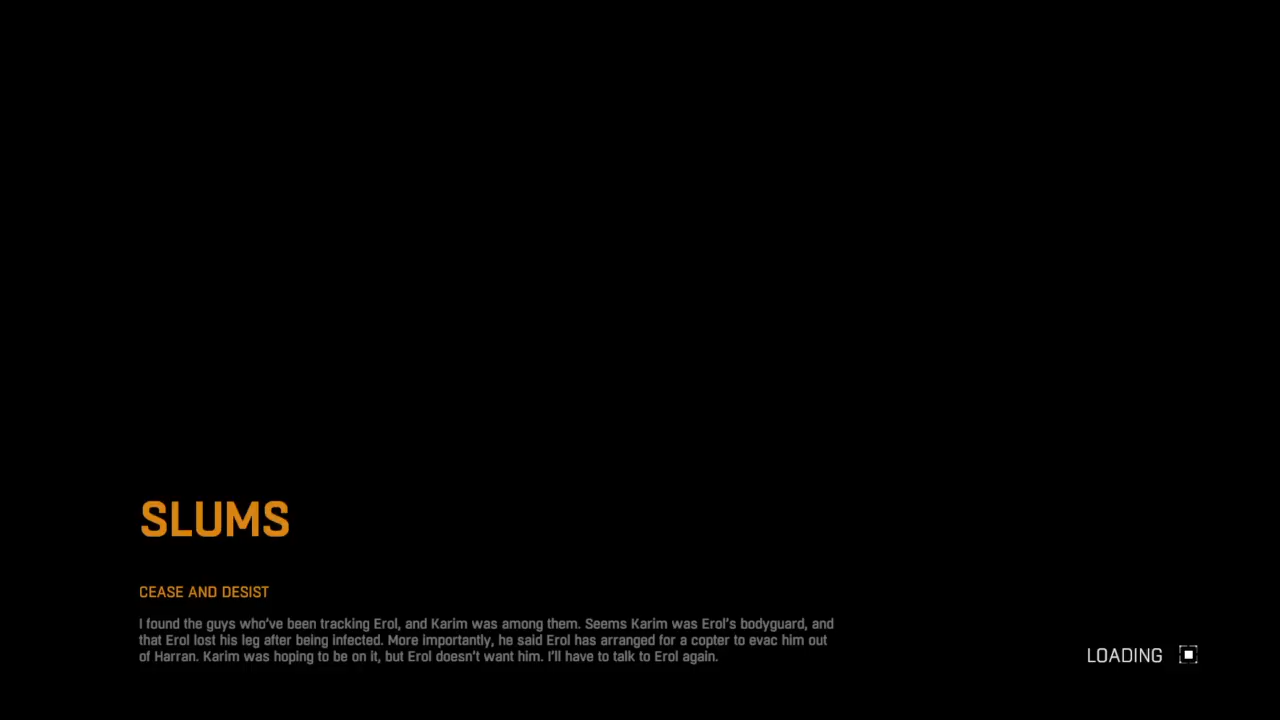 SLUMS
CEASE AND DESIST
I found the guys who've been tracking Erol, and Karim was among them. Seems Karim was Erol's bodyguard, and
that Erol lost his leg after being infected. More importantly, he said Erol has arranged for a copter to evac him out
of Harran. Karim was hoping to be on it, but Erol doesn't want him. I'll have to talk to Erol again.
LOADING